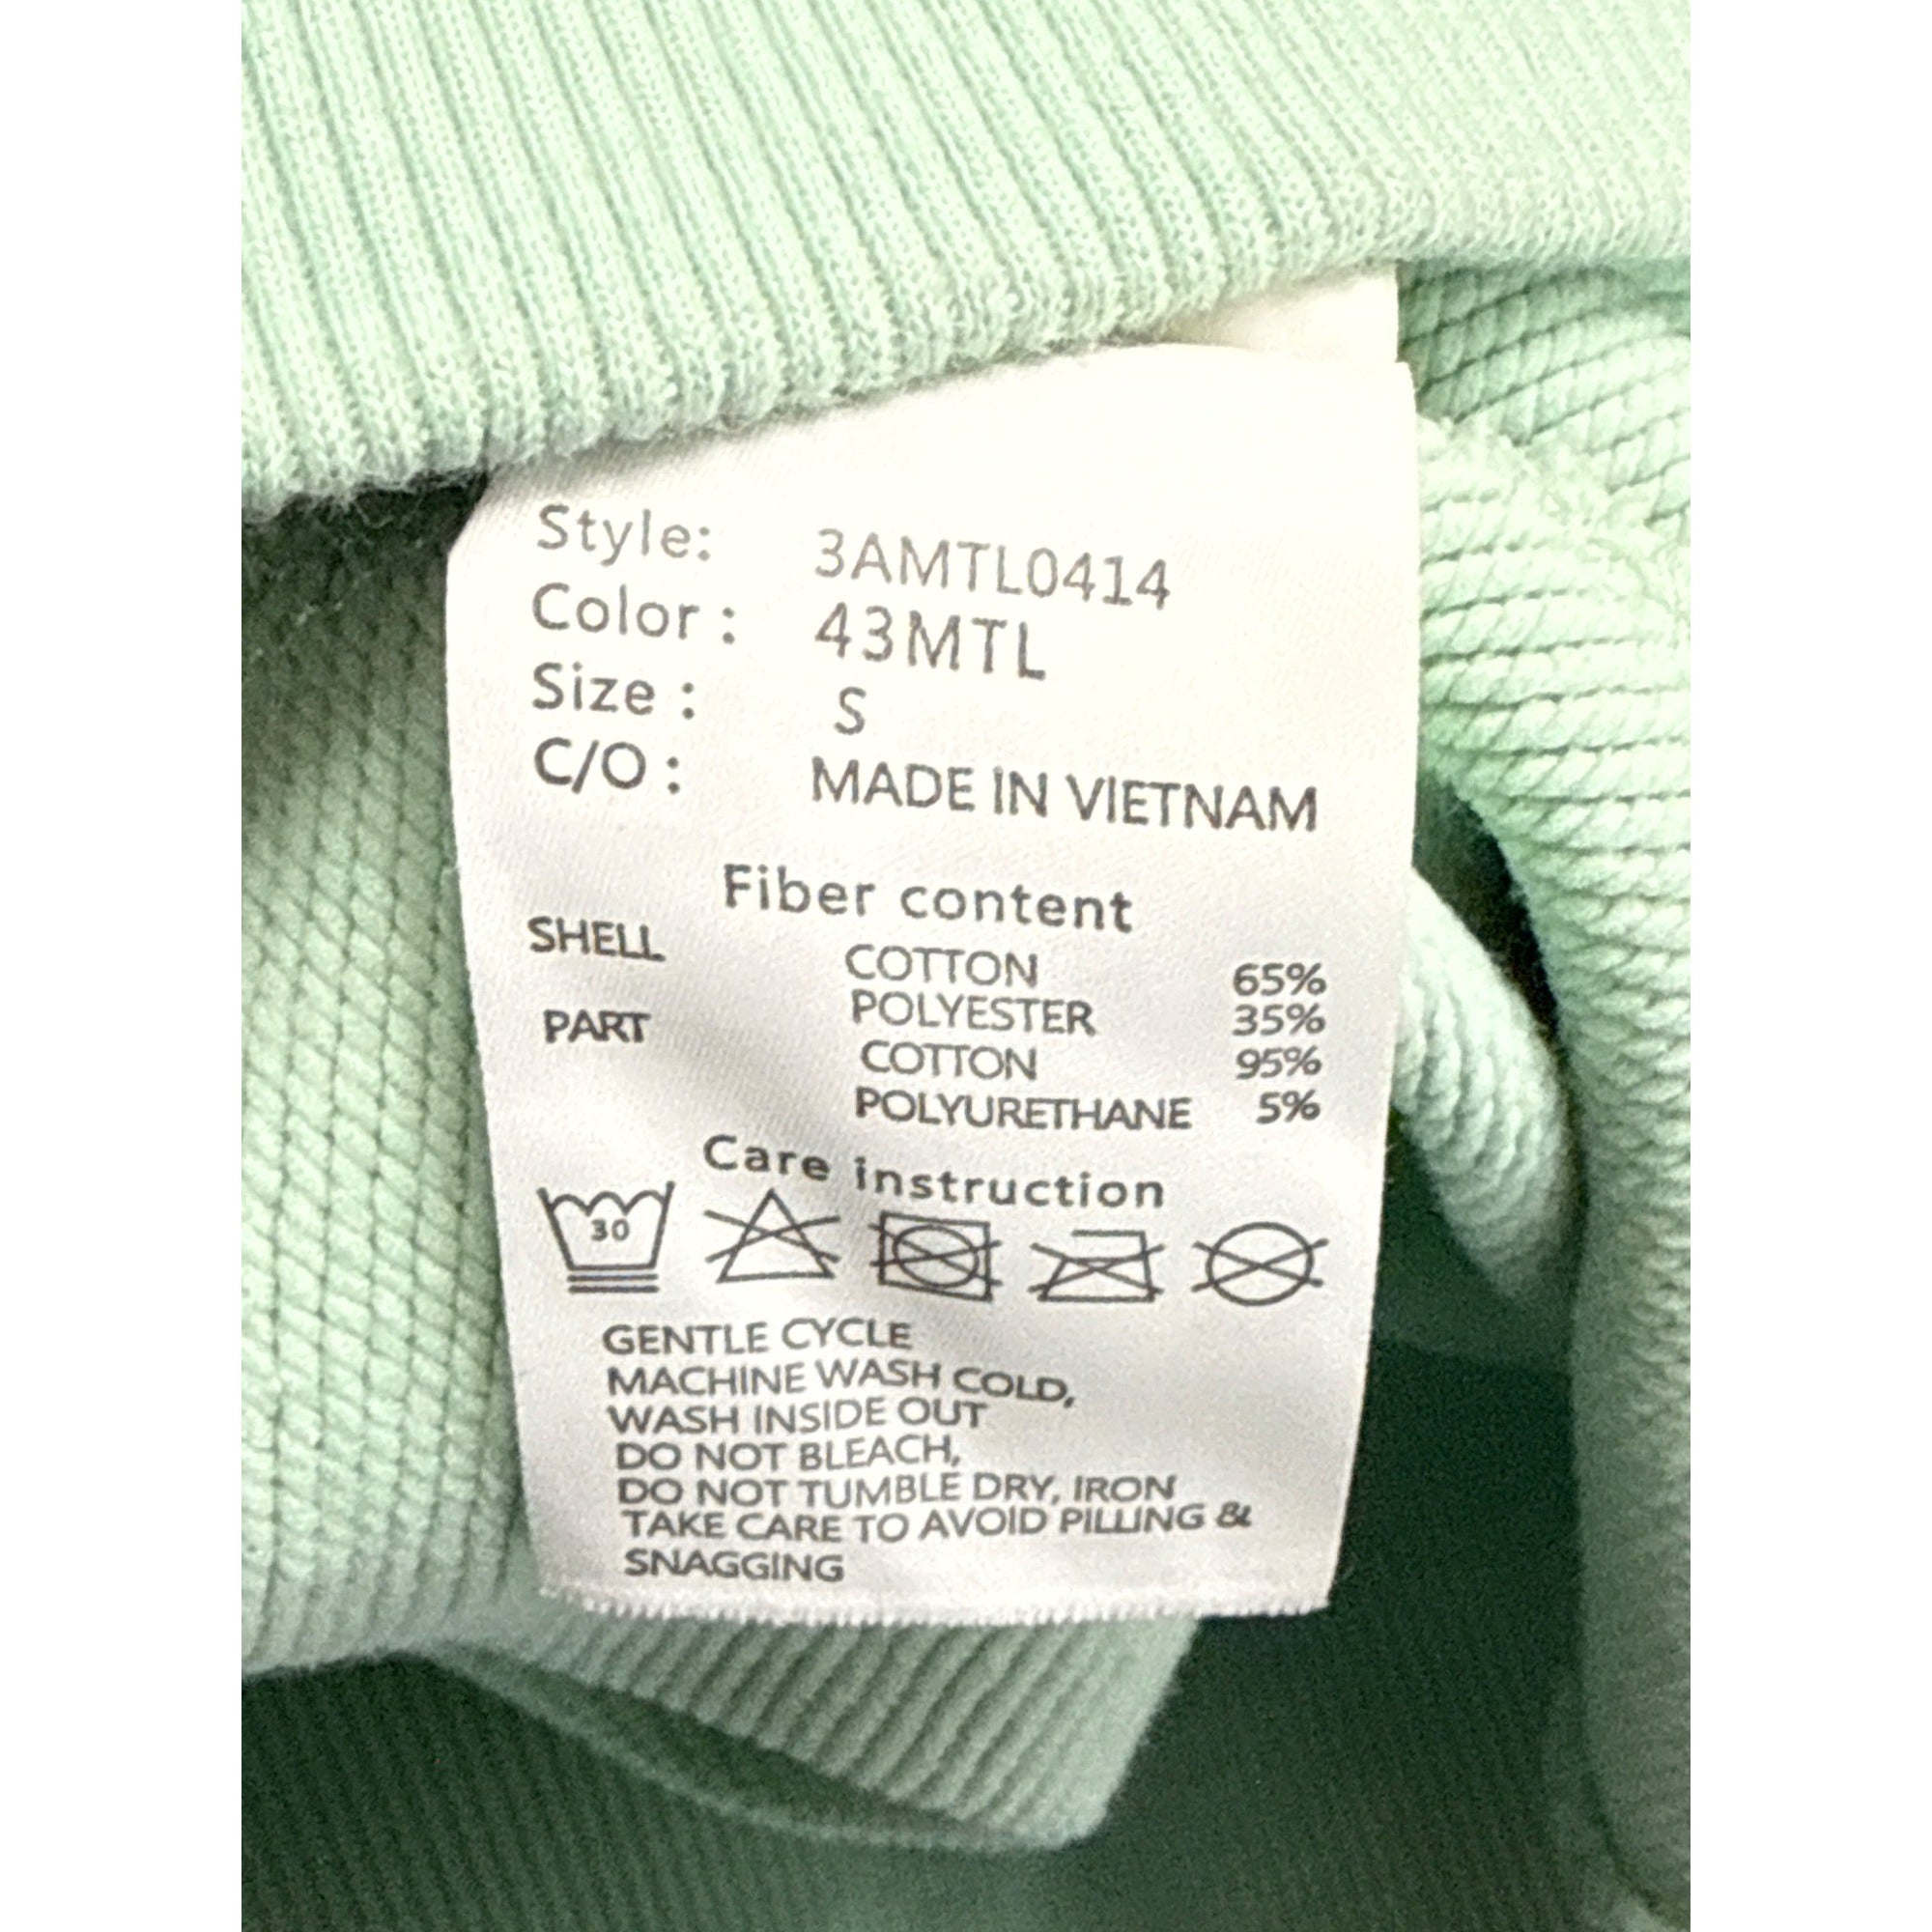 Style: 3AMTL0414
Color : 43MTL
Size : S
C/O : MADE IN VIETNAM
Fiber content
SHELL COTTON 65%
POLYESTER 35%
PART COTTON 95%
POLYURETHANE 5%
Care instruction
30
GENTLE CYCLE
MACHINE WASH COLD,
WASH INSIDE OUT
DO NOT BLEACH,
DO NOT TUMBLE DRY, IRON
TAKE CARE TO AVOID PILLING &
SNAGGING